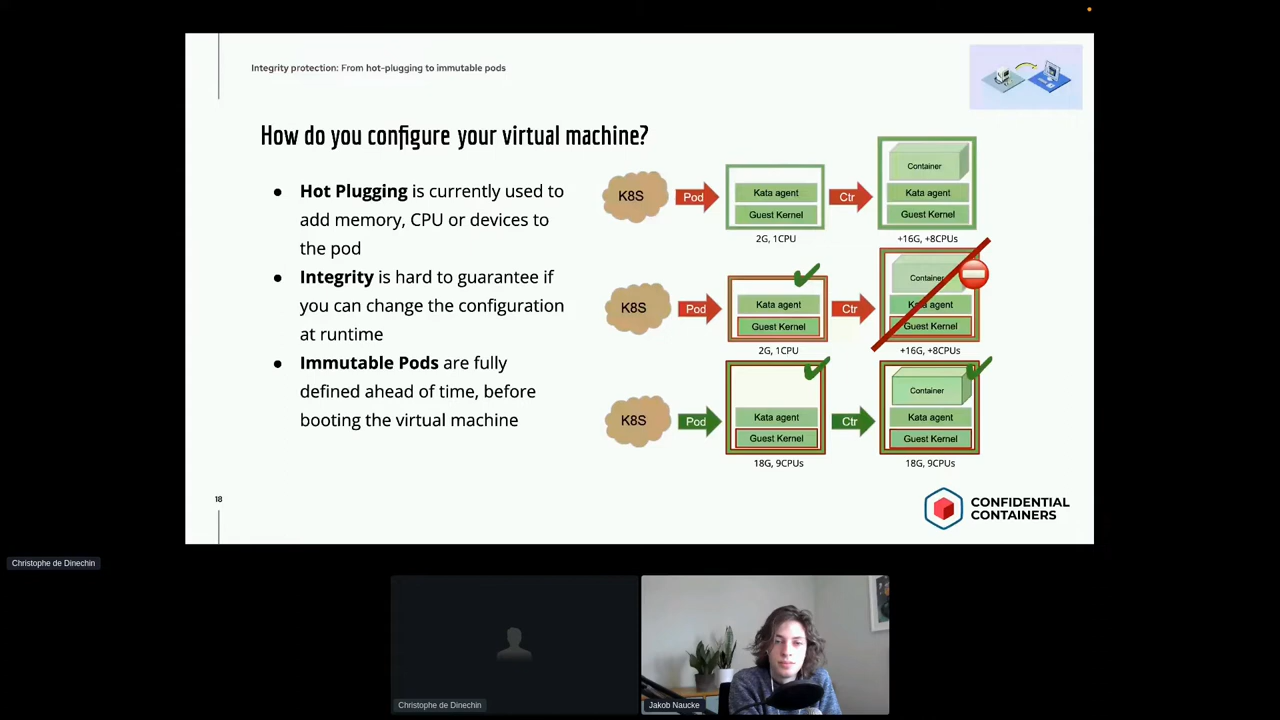 Integrity protection: From hot-plugging to immutable pods
How do you configure your virtual machine?
● Hot Plugging is currently used to
add memory, CPU or devices to
the pod
● Integrity is hard to guarantee if
you can change the configuration
at runtime
● Immutable Pods are fully
defined ahead of time, before
booting the virtual machine
K8S
Pod
Kata agent
Guest Kernel
2G, 1CPU
Ctr
Container
Kata agent
Guest Kernel
+16G, +8CPUs
K8S
Pod
Kata agent
Guest Kernel
2G, 1CPU
Ctr
Container
Kata agent
Guest Kernel
+16G, +8CPUs
K8S
Pod
Kata agent
Guest Kernel
18G, 9CPUs
Ctr
Container
Kata agent
Guest Kernel
18G, 9CPUs
18
CONFIDENTIAL
CONTAINERS
Christophe de Dinechin
Christophe de Dinechin
Jakob Naucke